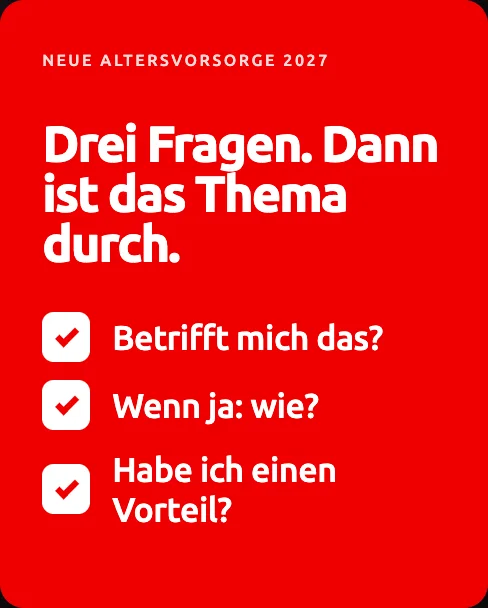 NEUE ALTERSVORSORGE 2027
Drei Fragen. Dann
ist das Thema
durch.
Betrifft mich das?
Wenn ja: wie?
Habe ich einen
Vorteil?